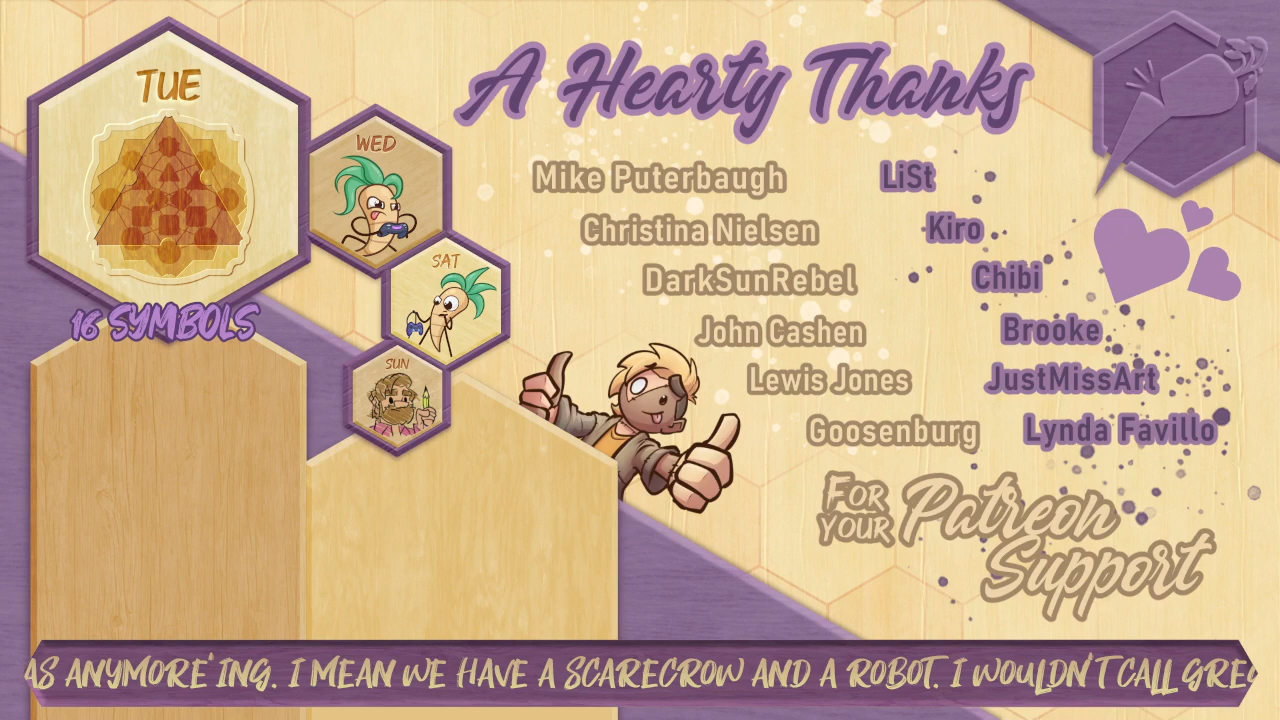 TUE
16 SYMBOLS
WED
SAT
SUN
A Hearty Thanks
Mike Puterbaugh
LiSt
Christina Nielsen
Kiro
DarkSunRebel
Chibi
John Cashen
Brooke
Lewis Jones
JustMissArt
Goosenburg
Lynda Favillo
FOR YOUR Patreon
Support
AS ANYMORE'ING. I MEAN WE HAVE A SCARECROW AND A ROBOT. I WOULDN'T CALL GREG